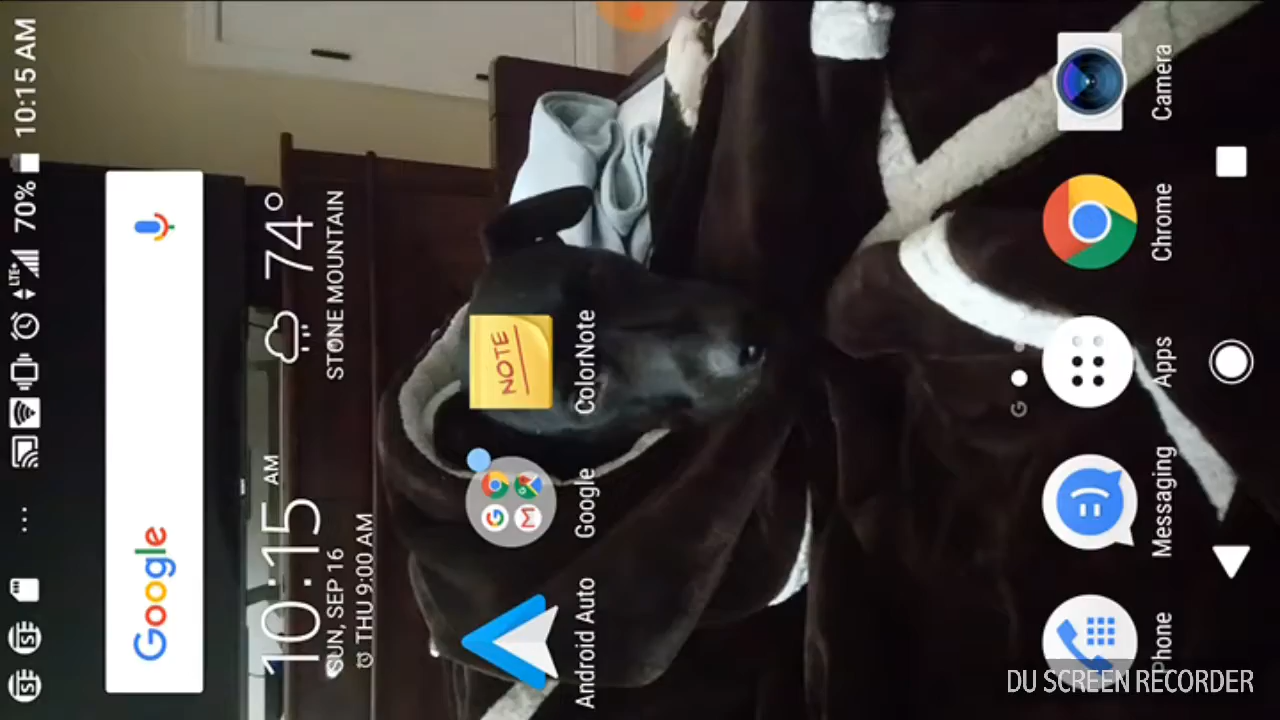 70% 10:15 AM
LTE+
Google
10:15 AM
SUN, SEP 16
THU 9:00 AM
74°
STONE MOUNTAIN
Android Auto
Google
NOTE
ColorNote
G
Phone
Messaging
Apps
Chrome
Camera
DU SCREEN RECORDER